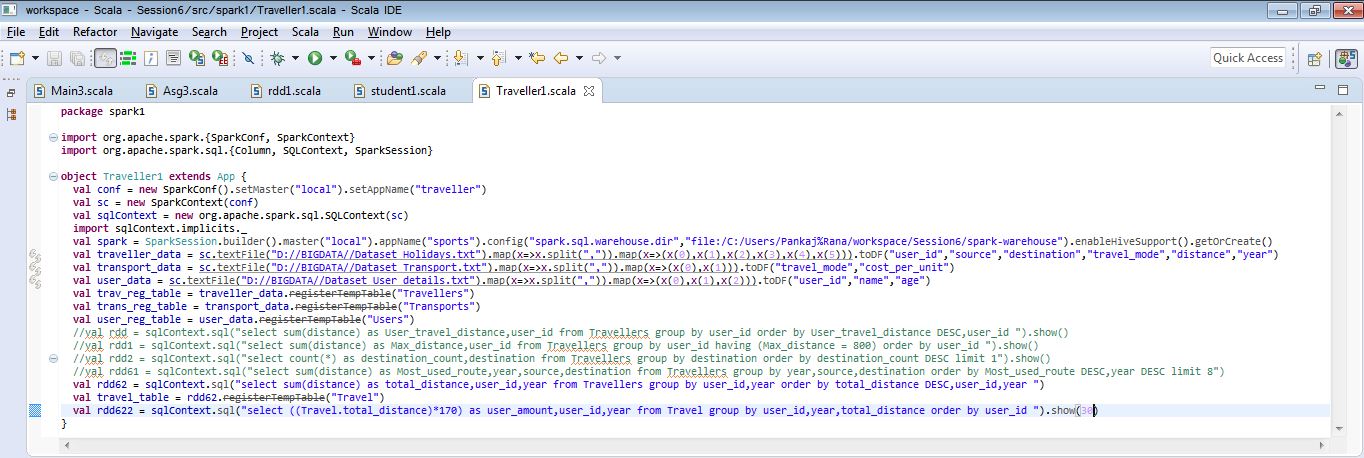 workspace - Scala - Session6/src/spark1/Traveller1.scala - Scala IDE
File Edit Refactor Navigate Search Project Scala Run Window Help
Quick Access
Main3.scala Asg3.scala rdd1.scala student1.scala Traveller1.scala
package spark1
import org.apache.spark.{SparkConf, SparkContext}
import org.apache.spark.sql.{Column, SQLContext, SparkSession}
object Traveller1 extends App {
val conf = new SparkConf().setMaster("local").setAppName("traveller")
val sc = new SparkContext(conf)
val sqlContext = new org.apache.spark.sql.SQLContext(sc)
import sqlContext.implicits._
val spark = SparkSession.builder().master("local").appName("sports").config("spark.sql.warehouse.dir","file:/C:/Users/Pankaj%Rana/workspace/Session6/spark-warehouse").enableHiveSupport().getOrCreate()
val traveller_data = sc.textFile("D://BIGDATA//Dataset_Holidays.txt").map(x=>x.split(",")).map(x=>(x(0),x(1),x(2),x(3),x(4),x(5))).toDF("user_id","source","destination","travel_mode","distance","year")
val transport_data = sc.textFile("D://BIGDATA//Dataset_Transport.txt").map(x=>x.split(",")).map(x=>(x(0),x(1))).toDF("travel_mode","cost_per_unit")
val user_data = sc.textFile("D://BIGDATA//Dataset_User_details.txt").map(x=>x.split(",")).map(x=>(x(0),x(1),x(2))).toDF("user_id","name","age")
val trav_reg_table = traveller_data.registerTempTable("Travellers")
val trans_reg_table = transport_data.registerTempTable("Transports")
val user_reg_table = user_data.registerTempTable("Users")
//val rdd = sqlContext.sql("select sum(distance) as User_travel_distance,user_id from Travellers group by user_id order by User_travel_distance DESC,user_id ").show()
//val rdd1 = sqlContext.sql("select sum(distance) as Max_distance,user_id from Travellers group by user_id having (Max_distance = 800) order by user_id ").show()
//val rdd2 = sqlContext.sql("select count(*) as destination_count,destination from Travellers group by destination order by destination_count DESC limit 1").show()
//val rdd61 = sqlContext.sql("select sum(distance) as Most_used_route,year,source,destination from Travellers group by year,source,destination order by Most_used_route DESC,year DESC limit 8")
val rdd62 = sqlContext.sql("select sum(distance) as total_distance,user_id,year from Travellers group by user_id,year order by total_distance DESC,user_id,year ")
val travel_table = rdd62.registerTempTable("Travel")
val rdd622 = sqlContext.sql("select ((Travel.total_distance)*170) as user_amount,user_id,year from Travel group by user_id,year,total_distance order by user_id ").show(30)
}